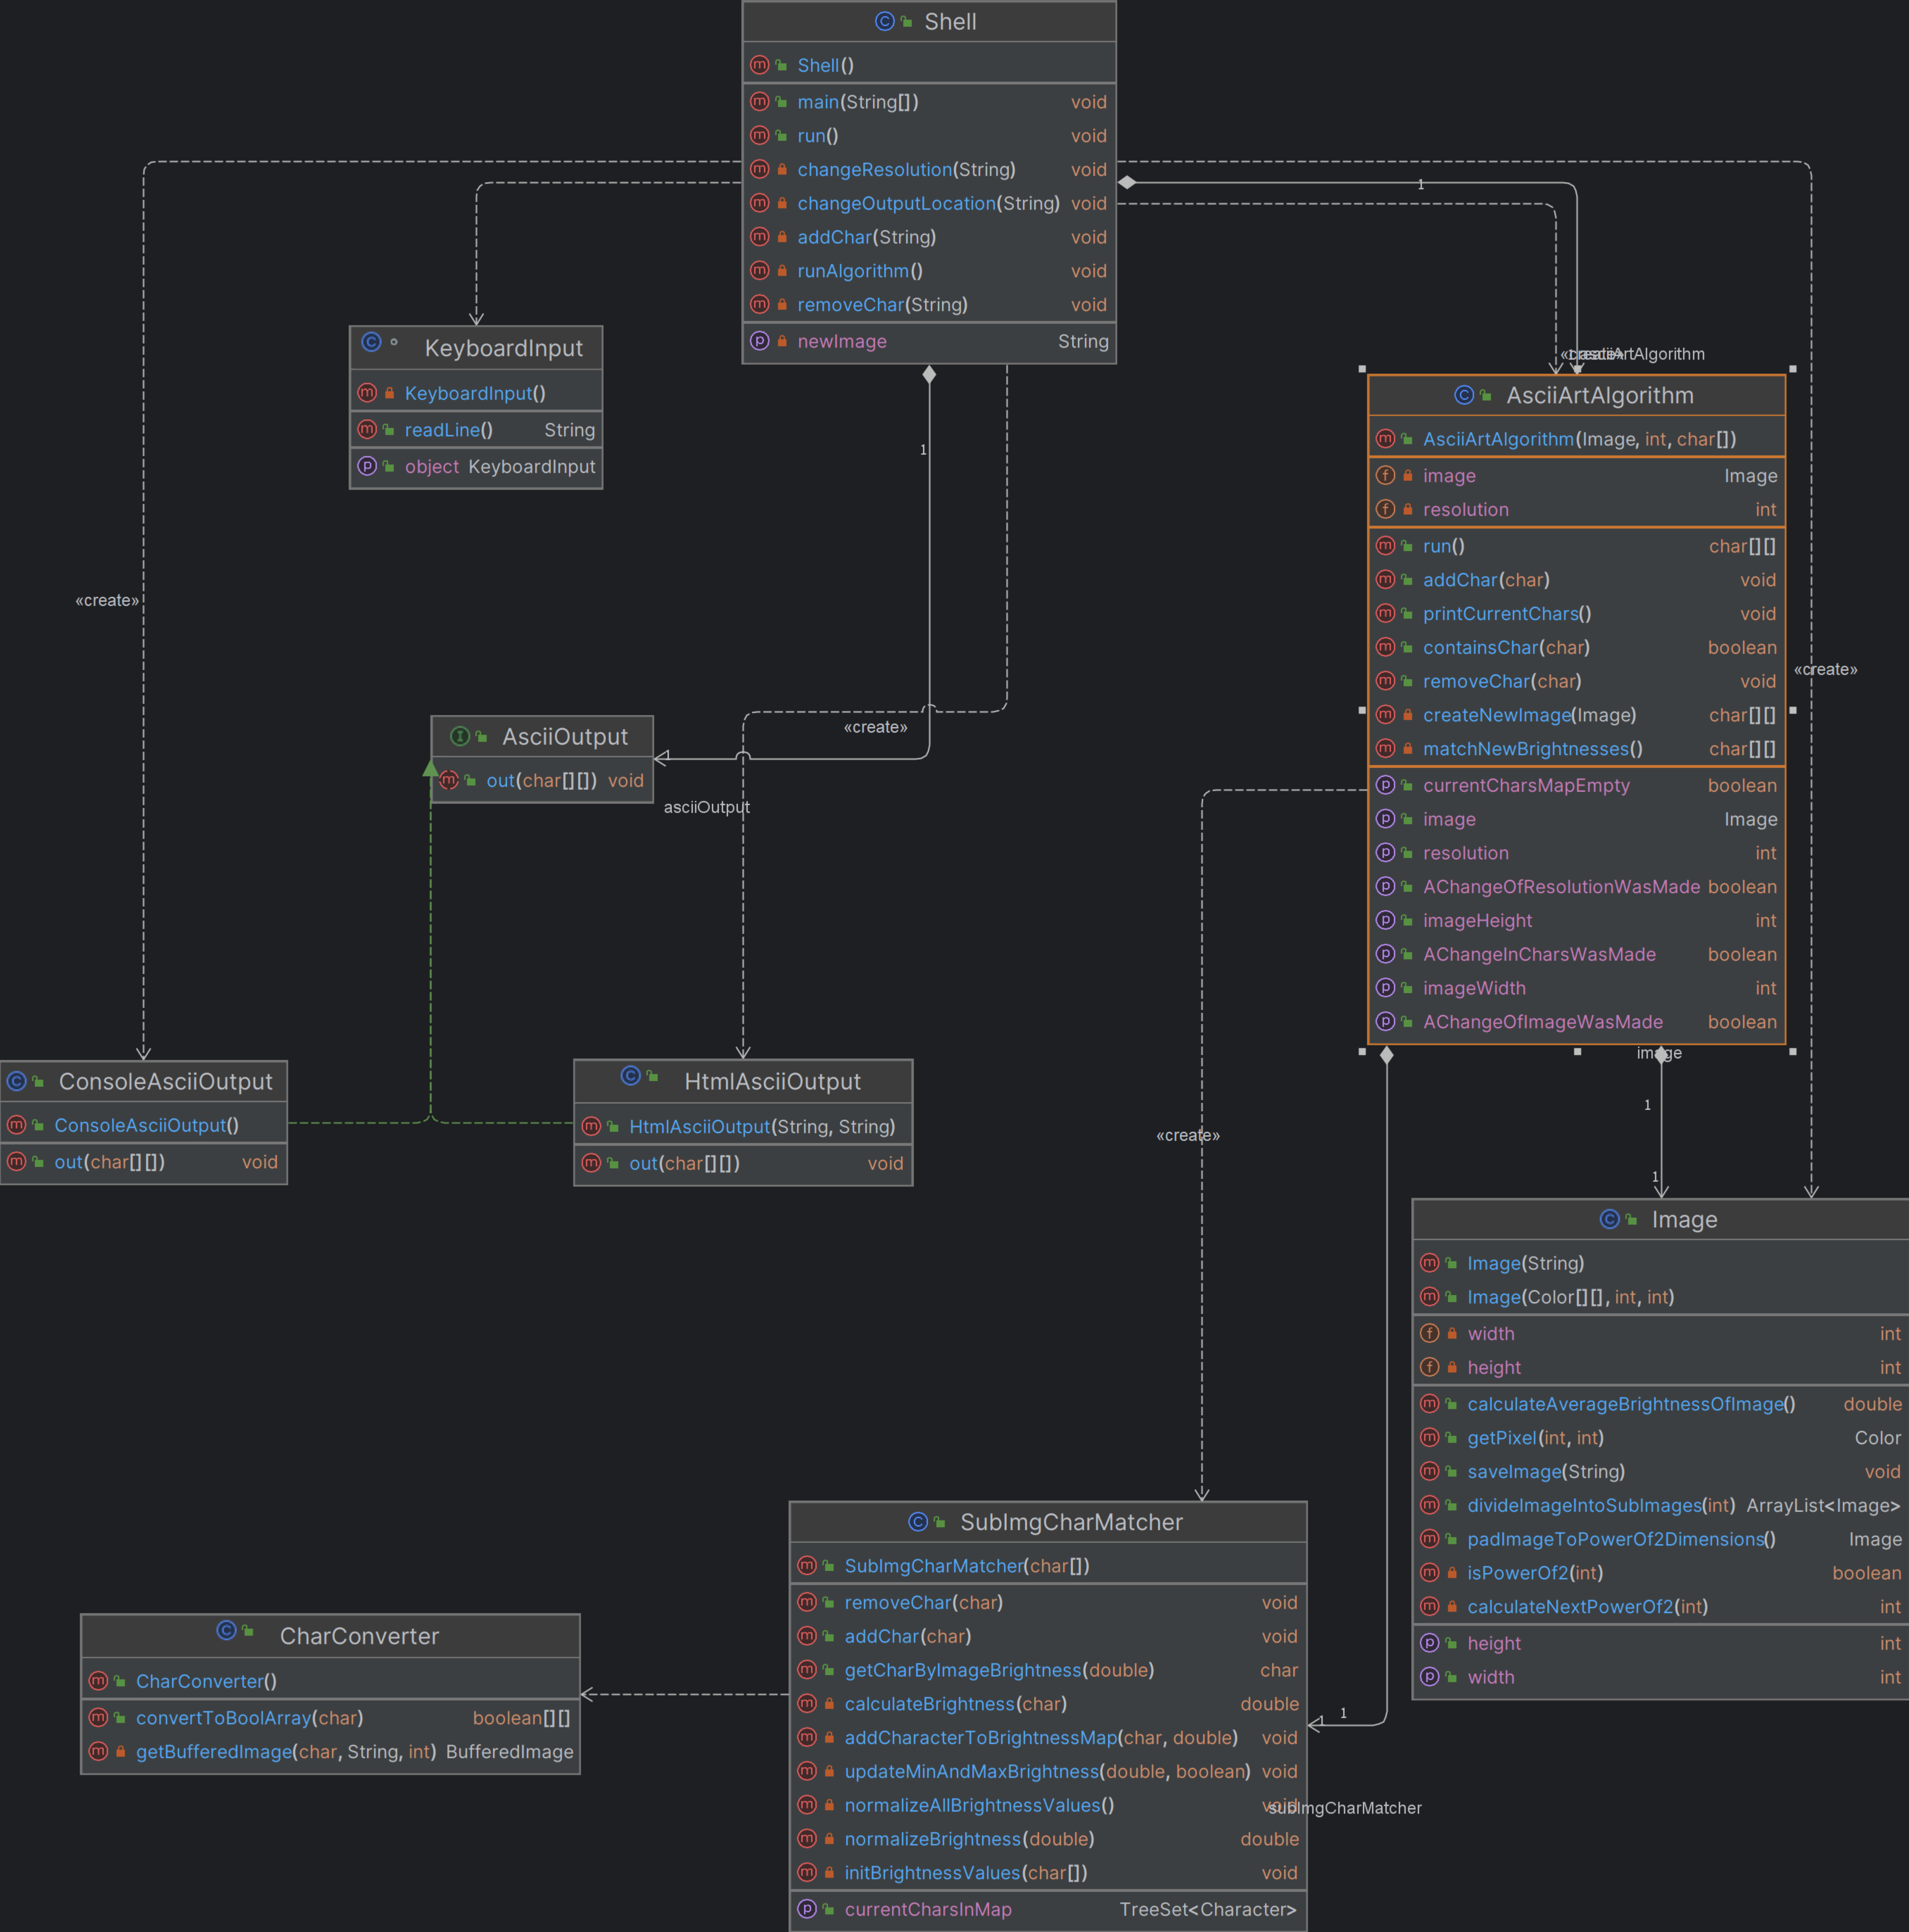 Shell
Shell()
main(String[]) void
run() void
changeResolution(String) void
changeOutputLocation(String) void
addChar(String) void
runAlgorithm() void
removeChar(String) void
newImage String
1
KeyboardInput
KeyboardInput()
readLine() String
object KeyboardInput
asciiArtAlgorithm
AsciiArtAlgorithm
AsciiArtAlgorithm(Image, int, char[])
image Image
resolution int
run() char[][]
addChar(char) void
printCurrentChars() void
containsChar(char) boolean
removeChar(char) void
createNewImage(Image) char[][]
matchNewBrightnesses() char[][]
currentCharsMapEmpty boolean
image Image
resolution int
AChangeOfResolutionWasMade boolean
imageHeight int
AChangeInCharsWasMade boolean
imageWidth int
AChangeOfImageWasMade boolean
1
«create»
«create»
«create»
AsciiOutput
out(char[][]) void
1
asciiOutput
ConsoleAsciiOutput
ConsoleAsciiOutput()
out(char[][]) void
HtmlAsciiOutput
HtmlAsciiOutput(String, String)
out(char[][]) void
image
1
1
«create»
Image
Image(String)
Image(Color[][], int, int)
width int
height int
calculateAverageBrightnessOfImage() double
getPixel(int, int) Color
saveImage(String) void
divideImageIntoSubImages(int) ArrayList<Image>
padImageToPowerOf2Dimensions() Image
isPowerOf2(int) boolean
calculateNextPowerOf2(int) int
height int
width int
SubImgCharMatcher
SubImgCharMatcher(char[])
removeChar(char) void
addChar(char) void
getCharByImageBrightness(double) char
calculateBrightness(char) double
addCharacterToBrightnessMap(char, double) void
updateMinAndMaxBrightness(double, boolean) void
normalizeAllBrightnessValues() void
normalizeBrightness(double) double
initBrightnessValues(char[]) void
currentCharsInMap TreeSet<Character>
1
1
subImgCharMatcher
CharConverter
CharConverter()
convertToBoolArray(char) boolean[][]
getBufferedImage(char, String, int) BufferedImage